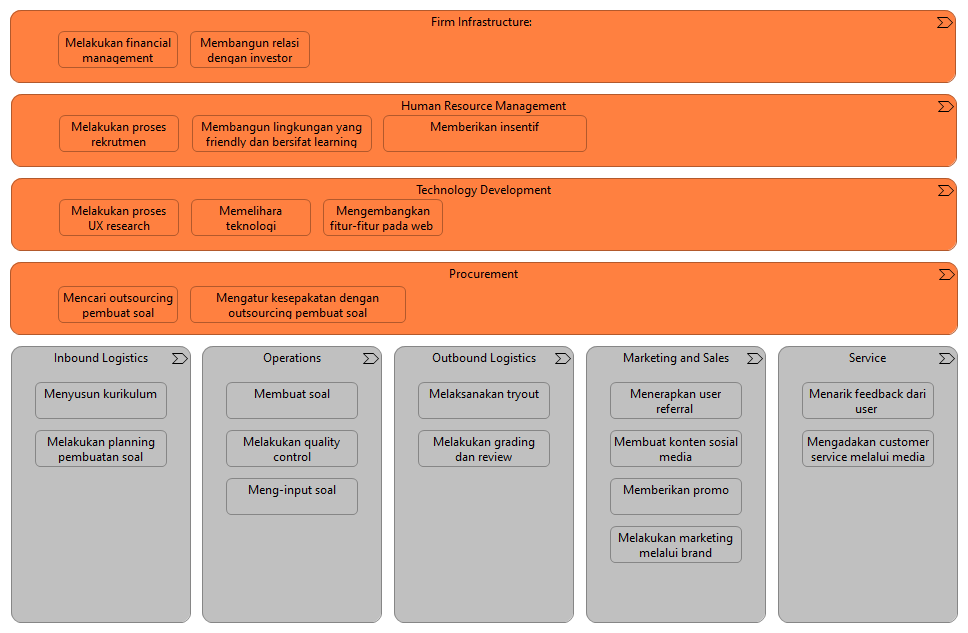 Firm Infrastructure:
Melakukan financial
management
Membangun relasi
dengan investor
Human Resource Management
Melakukan proses
rekrutmen
Membangun lingkungan yang
friendly dan bersifat learning
Memberikan insentif
Technology Development
Melakukan proses
UX research
Memelihara
teknologi
Mengembangkan
fitur-fitur pada web
Procurement
Mencari outsourcing
pembuat soal
Mengatur kesepakatan dengan
outsourcing pembuat soal
Inbound Logistics
Menyusun kurikulum
Melakukan planning
pembuatan soal
Operations
Membuat soal
Melakukan quality
control
Meng-input soal
Outbound Logistics
Melaksanakan tryout
Melakukan grading
dan review
Marketing and Sales
Menerapkan user
referral
Membuat konten sosial
media
Memberikan promo
Melakukan marketing
melalui brand
Service
Menarik feedback dari
user
Mengadakan customer
service melalui media